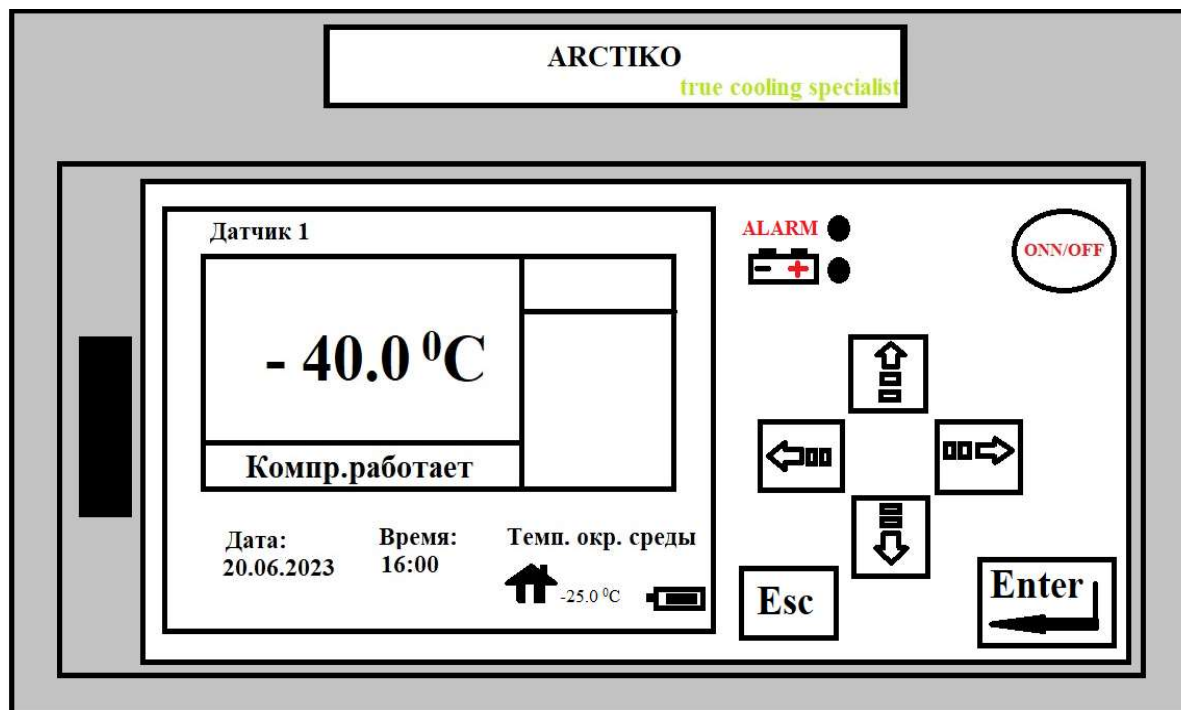 ARCTIKO
true cooling specialist
Датчик 1
- 40.0 ⁰C
Компр.работает
Дата:
20.06.2023
Время:
16:00
Темп. окр. среды
-25.0 ⁰C
ALARM
- +
ONN/OFF
Esc
Enter